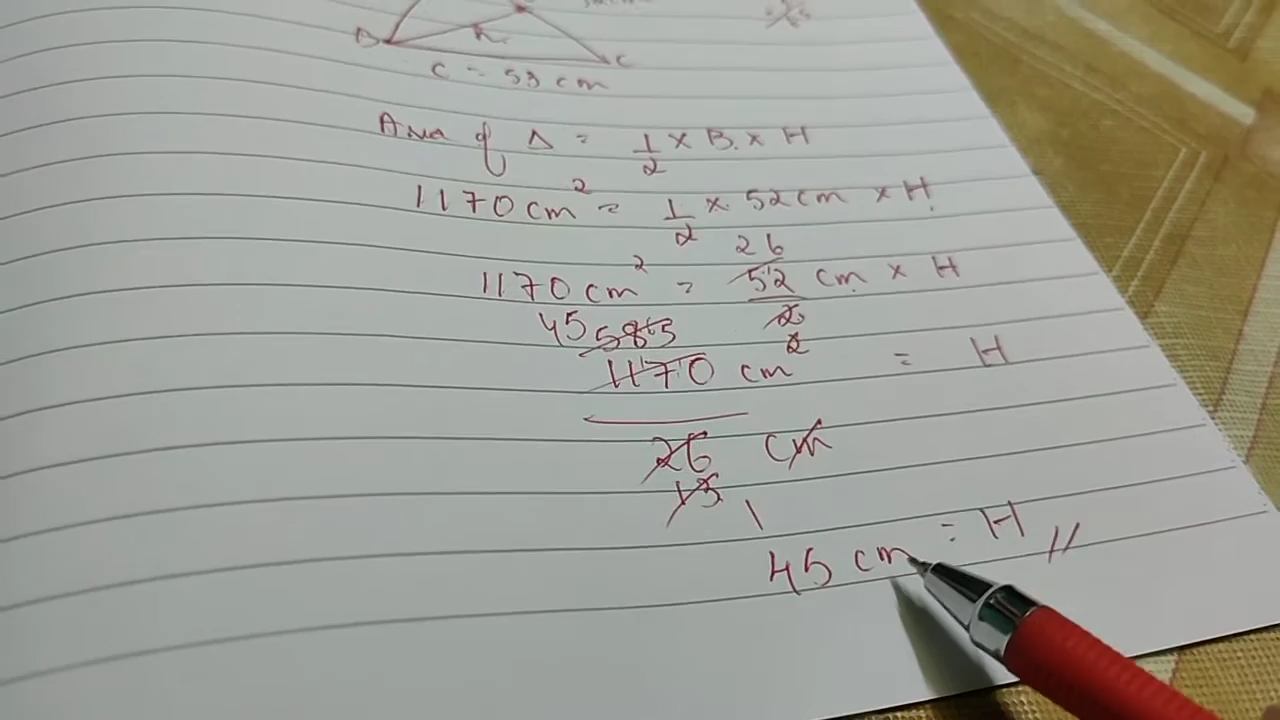 B h C
C = 53 cm
Area of Δ = 1/2 × B × H
1170 cm² = 1/2 × 52 cm × H
26
1170 cm² = 52/2 cm × H
45 585
1170 cm² = H
26 cm
13 1
45 cm = H //